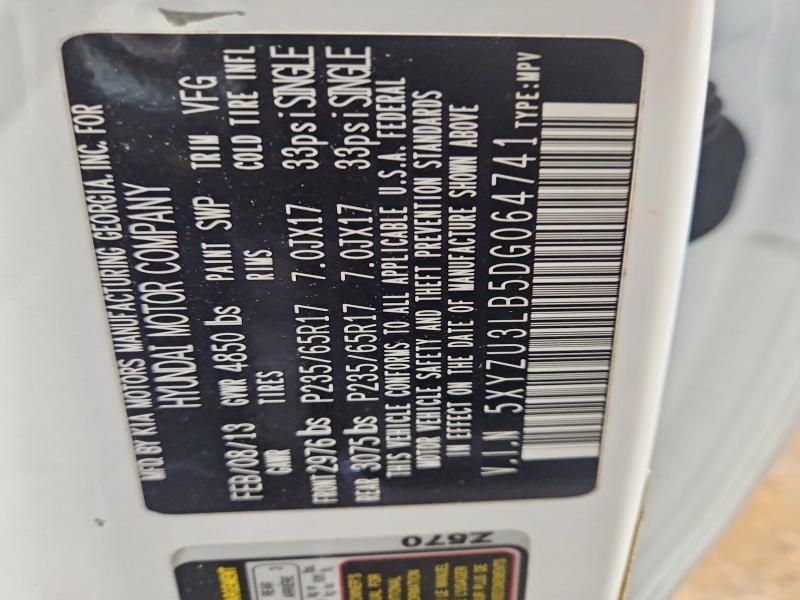 MFD BY KIA MOTORS MANUFACTURING GEORGIA, INC. FOR
HYUNDAI MOTOR COMPANY
FEB/08/13 GVWR 4850 lbs PAINT SWP TRIM VFG
GAWR TIRES RIMS COLD TIRE INFL
FRONT 2976 lbs P235/65R17 7.0JX17 33psi SINGLE
REAR 3075 lbs P235/65R17 7.0JX17 33psi SINGLE
THIS VEHICLE CONFORMS TO ALL APPLICABLE U.S.A. FEDERAL
MOTOR VEHICLE SAFETY AND THEFT PREVENTION STANDARDS
IN EFFECT ON THE DATE OF MANUFACTURE SHOWN ABOVE
V.I.N 5XYZU3LB5DG064741 TYPE:MPV
Z570
REAR
ARRIÈRE